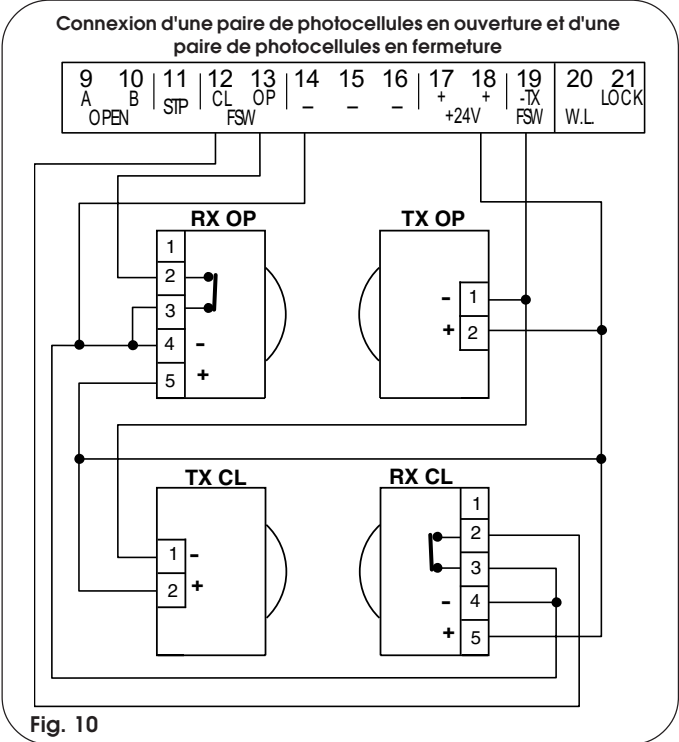 Connexion d'une paire de photocellules en ouverture et d'une
paire de photocellules en fermeture
9 10 11 12 13 14 15 16 17 18 19 20 21
A B STP CL OP – – – + + -TX LOCK
OPEN FSW +24V FSW W.L.
RX OP TX OP
1
2
3
4 -
5 +
- 1
+ 2
TX CL RX CL
1 -
2 +
1
2
3
- 4
+ 5
Fig. 10